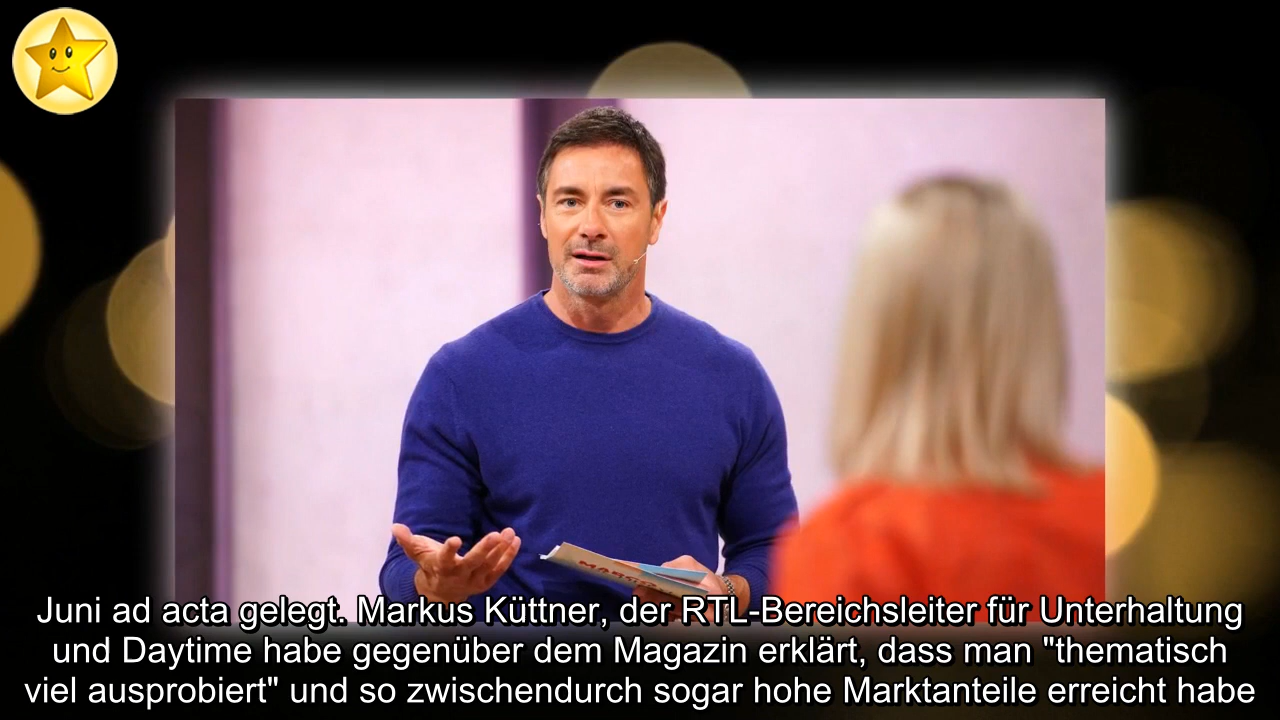 Juni ad acta gelegt. Markus Küttner, der RTL-Bereichsleiter für Unterhaltung
und Daytime habe gegenüber dem Magazin erklärt, dass man "thematisch
viel ausprobiert" und so zwischendurch sogar hohe Marktanteile erreicht habe